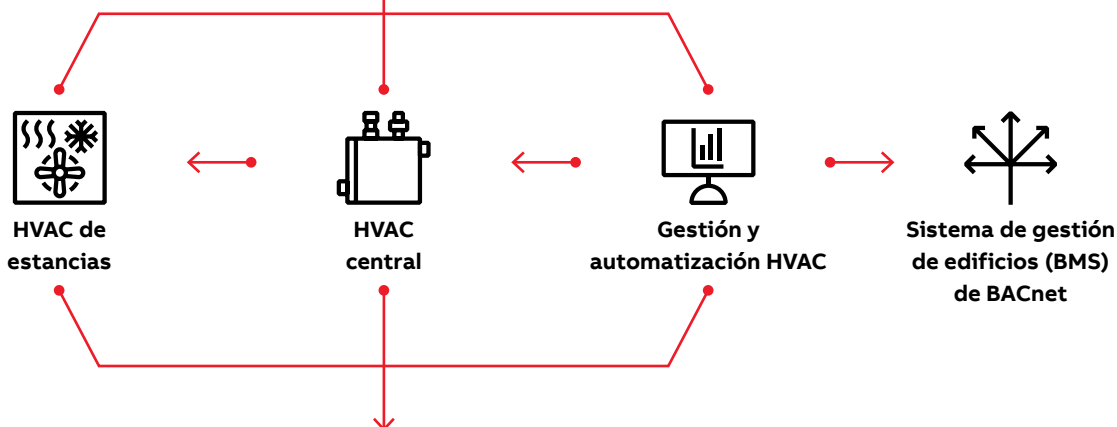 HVAC de
estancias
HVAC
central
Gestión y
automatización HVAC
Sistema de gestión
de edificios (BMS)
de BACnet